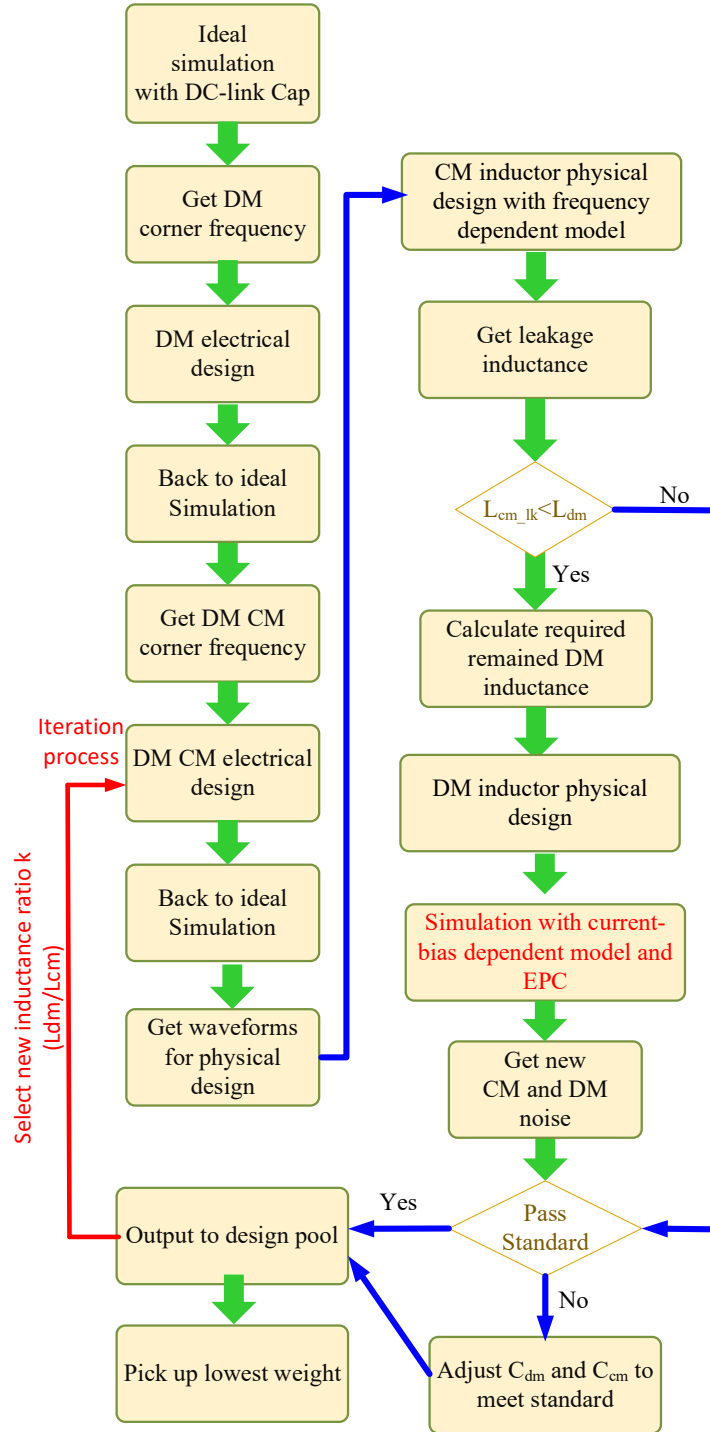 Ideal
simulation
with DC-link Cap
Get DM
corner frequency
DM electrical
design
Back to ideal
Simulation
Get DM CM
corner frequency
Iteration
process
DM CM electrical
design
Back to ideal
Simulation
Get waveforms
for physical
design
Select new inductance ratio k
(Ldm/Lcm)
CM inductor physical
design with frequency
dependent model
Get leakage
inductance
L_cm_lk<L_dm
No
Yes
Calculate required
remained DM
inductance
DM inductor physical
design
Simulation with current-
bias dependent model and
EPC
Get new
CM and DM
noise
Pass
Standard
Yes
No
Output to design pool
Adjust C_dm and C_cm to
meet standard
Pick up lowest weight